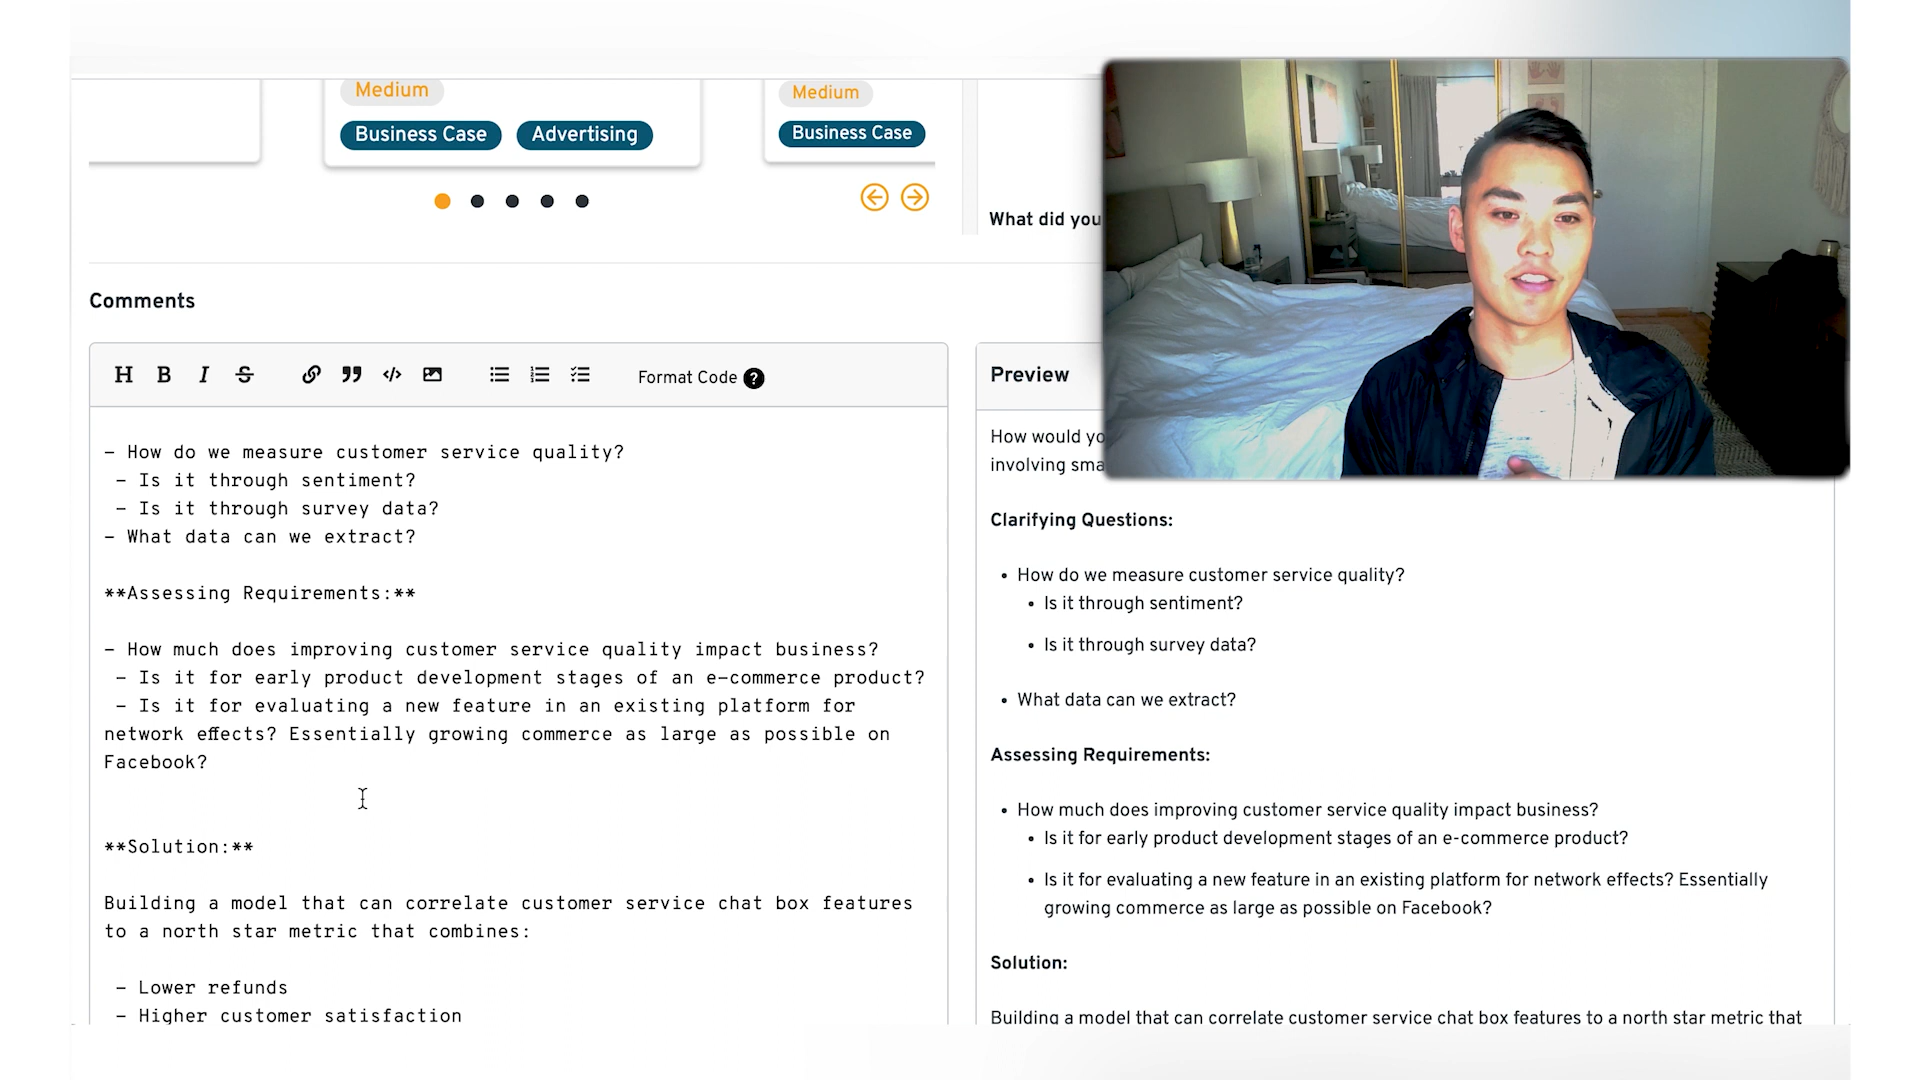 Medium
Business Case
Advertising
Medium
Business Case
What did you
Comments
H B I S
Format Code ?
– How do we measure customer service quality?
– Is it through sentiment?
– Is it through survey data?
– What data can we extract?
**Assessing Requirements:**
– How much does improving customer service quality impact business?
– Is it for early product development stages of an e–commerce product?
– Is it for evaluating a new feature in an existing platform for
network effects? Essentially growing commerce as large as possible on
Facebook?
**Solution:**
Building a model that can correlate customer service chat box features
to a north star metric that combines:
– Lower refunds
– Higher customer satisfaction
Preview
How would yo
involving sma
Clarifying Questions:
• How do we measure customer service quality?
• Is it through sentiment?
• Is it through survey data?
• What data can we extract?
Assessing Requirements:
• How much does improving customer service quality impact business?
• Is it for early product development stages of an e-commerce product?
• Is it for evaluating a new feature in an existing platform for network effects? Essentially
growing commerce as large as possible on Facebook?
Solution:
Building a model that can correlate customer service chat box features to a north star metric that